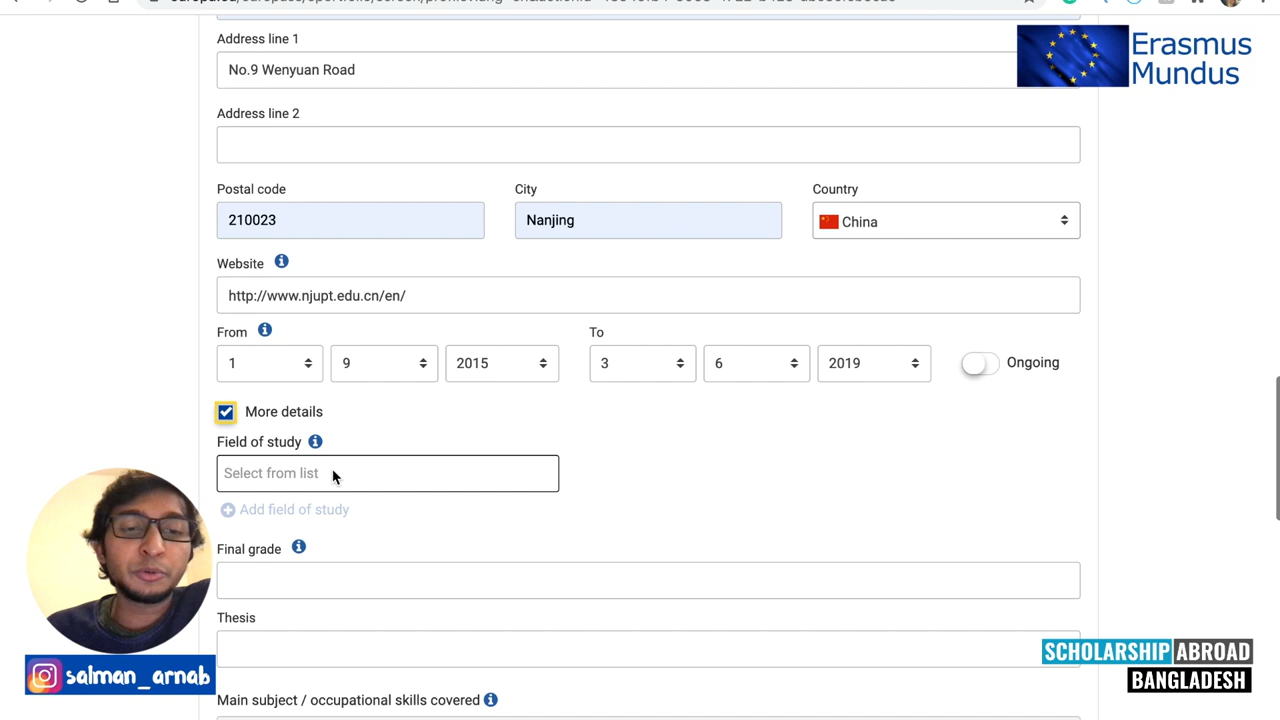 Address line 1
Erasmus
Mundus
No.9 Wenyuan Road
Address line 2
Postal code
City
Country
210023
Nanjing
China
Website
http://www.njupt.edu.cn/en/
From
To
1
9
2015
3
6
2019
Ongoing
More details
Field of study
Select from list
Add field of study
Final grade
Thesis
SCHOLARSHIP ABROAD
BANGLADESH
salman_arnab
Main subject / occupational skills covered